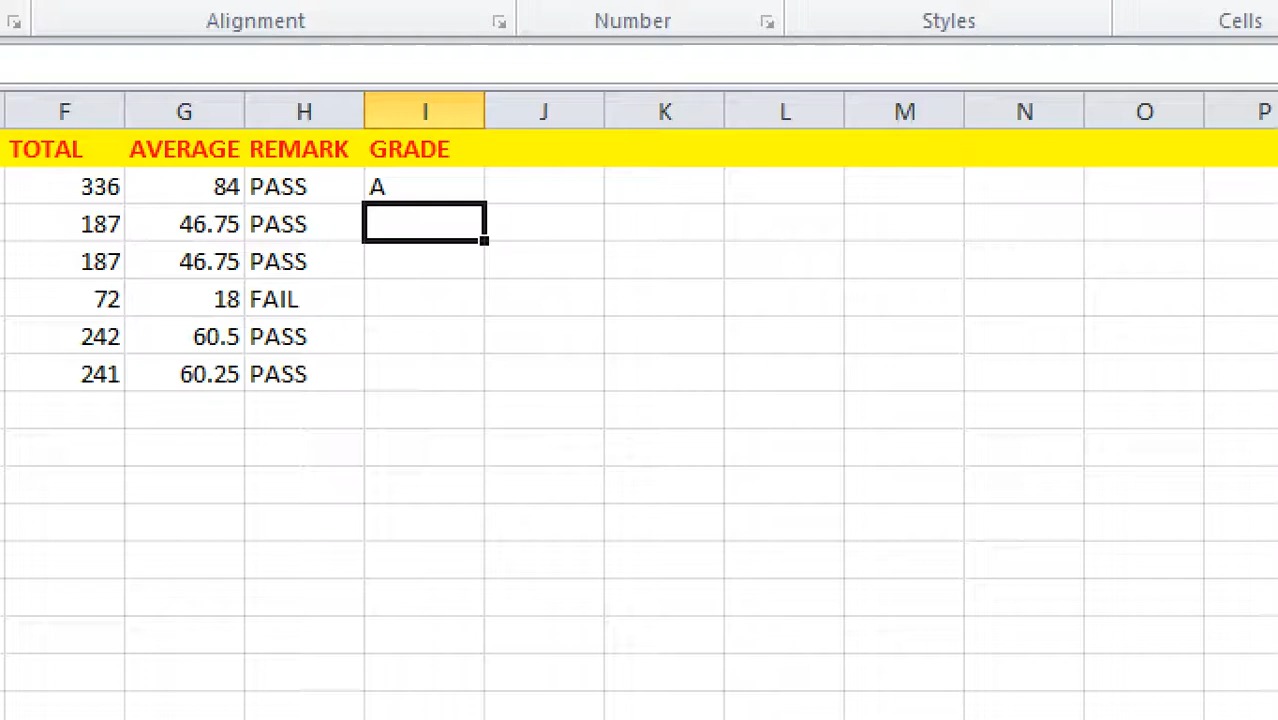 Alignment Number Styles Cells
F G H I J K L M N O P
TOTAL AVERAGE REMARK GRADE
336 84 PASS A
187 46.75 PASS
187 46.75 PASS
72 18 FAIL
242 60.5 PASS
241 60.25 PASS